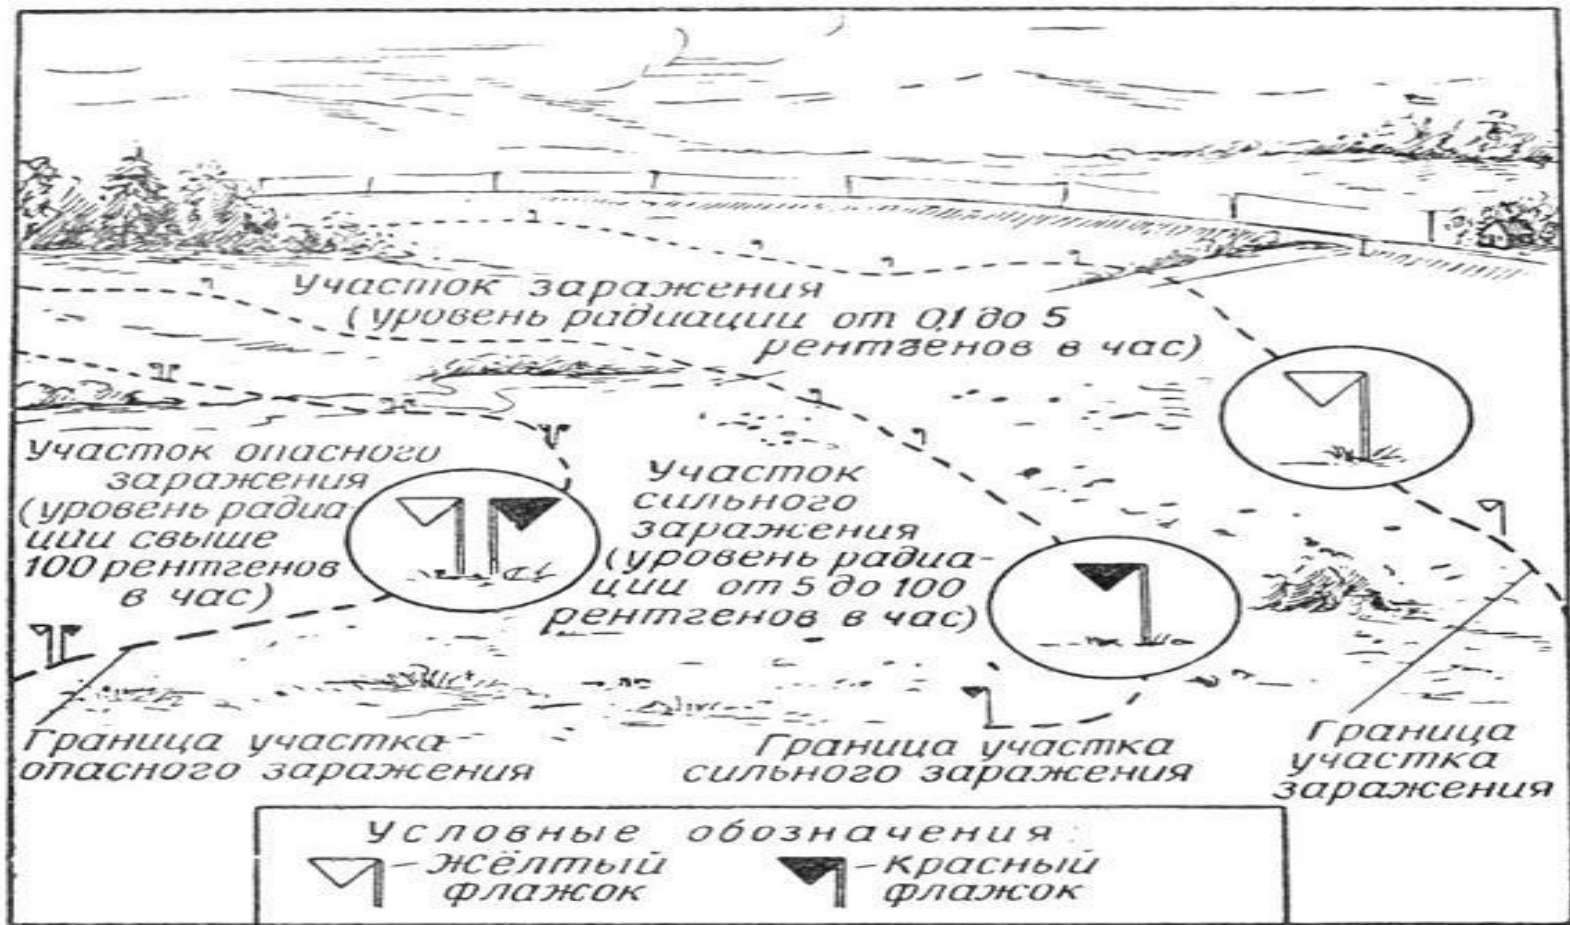 Участок заражения
(уровень радиации от 0,1 до 5
рентгенов в час)
Участок опасного
заражения
(уровень радиа-
ции свыше
100 рентгенов
в час)
Участок
сильного
заражения
(уровень радиа-
ции от 5 до 100
рентгенов в час)
Граница участка
опасного заражения
Граница участка
сильного заражения
Граница
участка
заражения
Условные обозначения:
-жёлтый
флажок
-красный
флажок